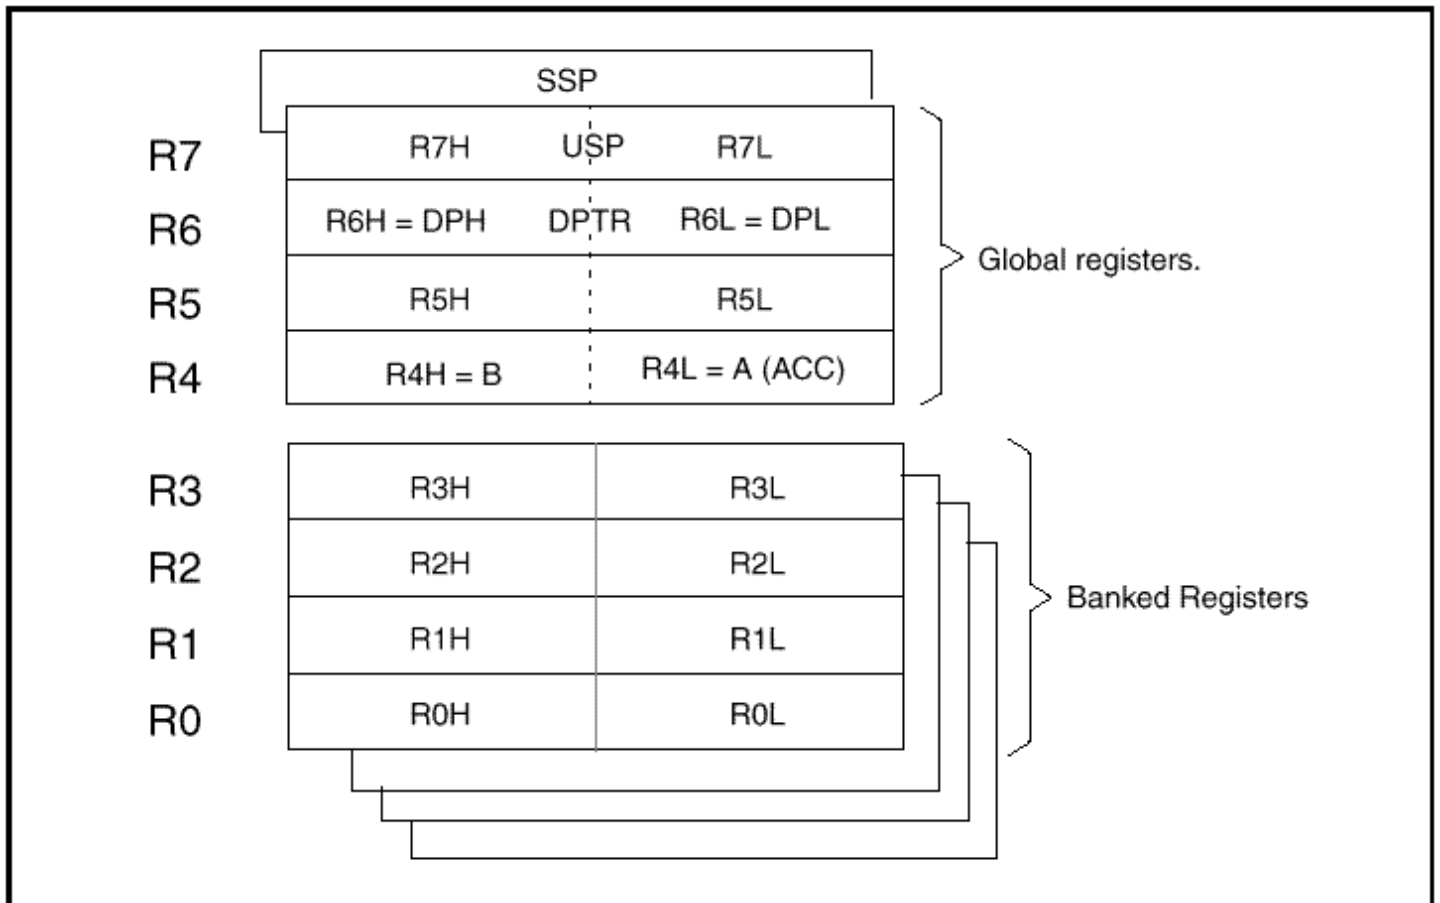 SSP
R7 R7H USP R7L
R6 R6H = DPH DPTR R6L = DPL
R5 R5H R5L
R4 R4H = B R4L = A (ACC)
Global registers.
R3 R3H R3L
R2 R2H R2L
R1 R1H R1L
R0 R0H R0L
Banked Registers